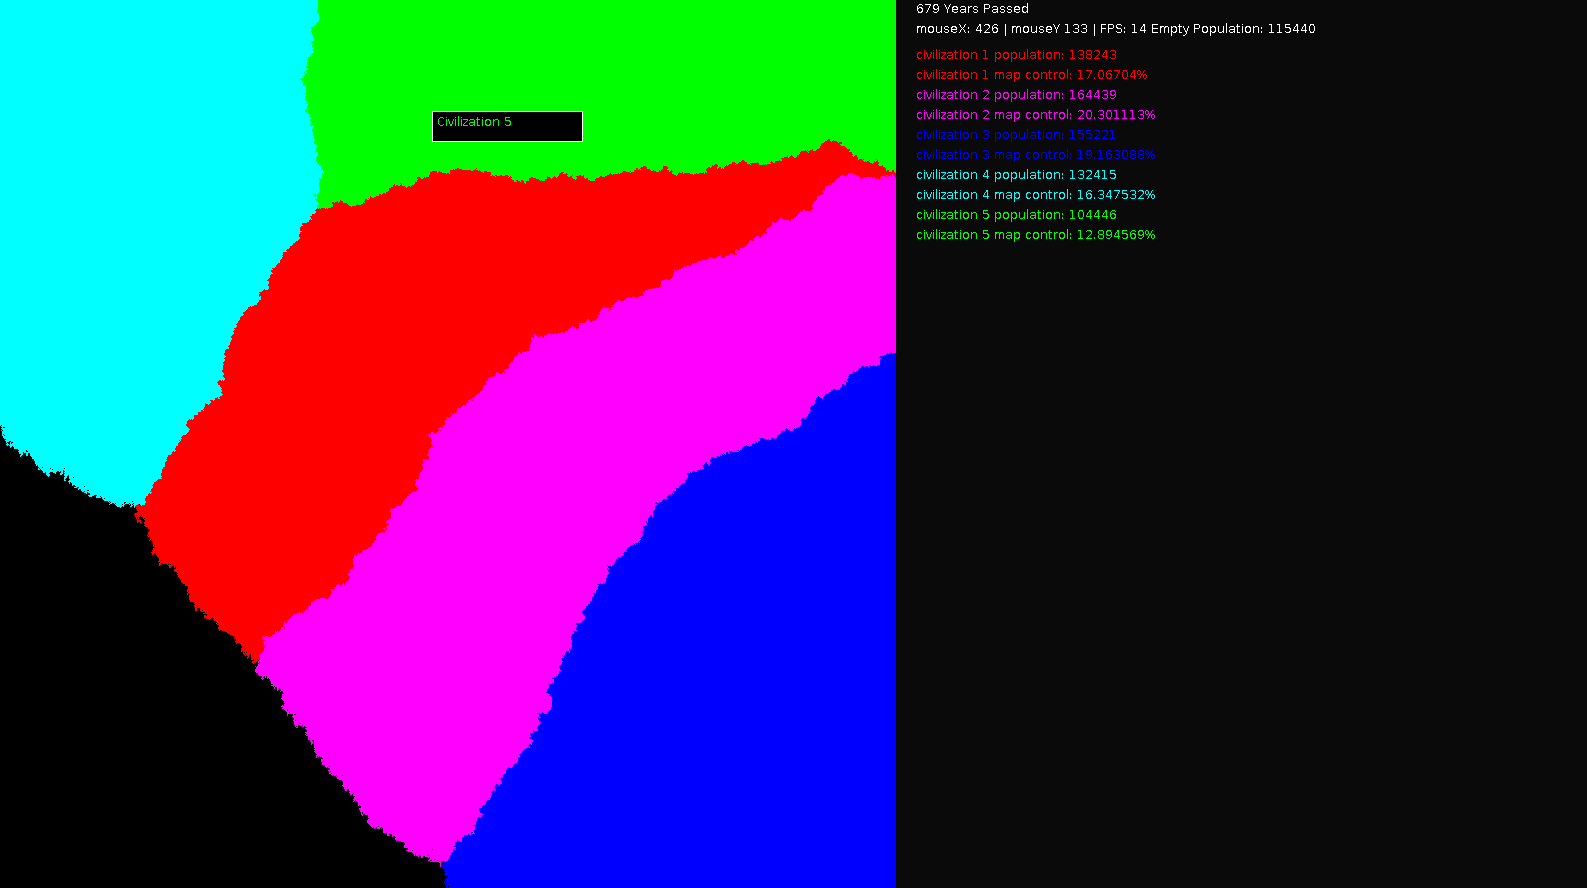 679 Years Passed
mouseX: 426 | mouseY 133 | FPS: 14 Empty Population: 115440
civilization 1 population: 138243
civilization 1 map control: 17.06704%
civilization 2 population: 164439
civilization 2 map control: 20.301113%
civilization 3 population: 155221
civilization 3 map control: 19.163088%
civilization 4 population: 132415
civilization 4 map control: 16.347532%
civilization 5 population: 104446
civilization 5 map control: 12.894569%
Civilization 5